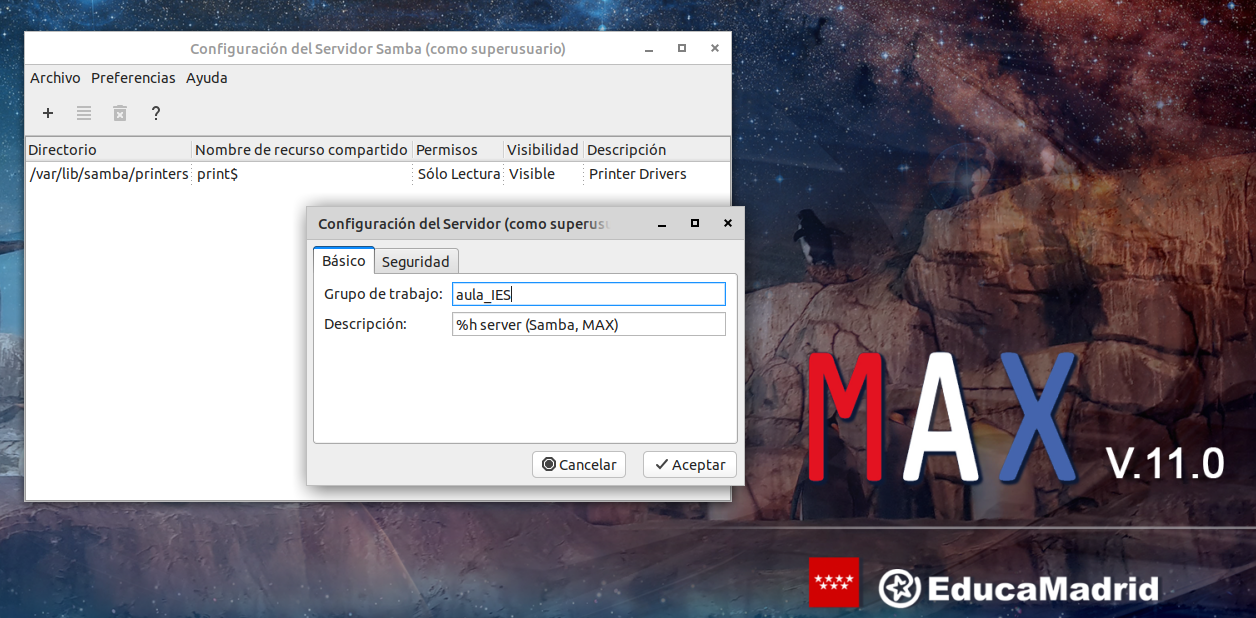 Configuración del Servidor Samba (como superusuario)
Archivo Preferencias Ayuda
+ ?
Directorio Nombre de recurso compartido Permisos Visibilidad Descripción
/var/lib/samba/printers print$ Sólo Lectura Visible Printer Drivers
Configuración del Servidor (como superusu
Básico Seguridad
Grupo de trabajo: aula_IES
Descripción: %h server (Samba, MAX)
Cancelar Aceptar
MAX V.11.0
EducaMadrid